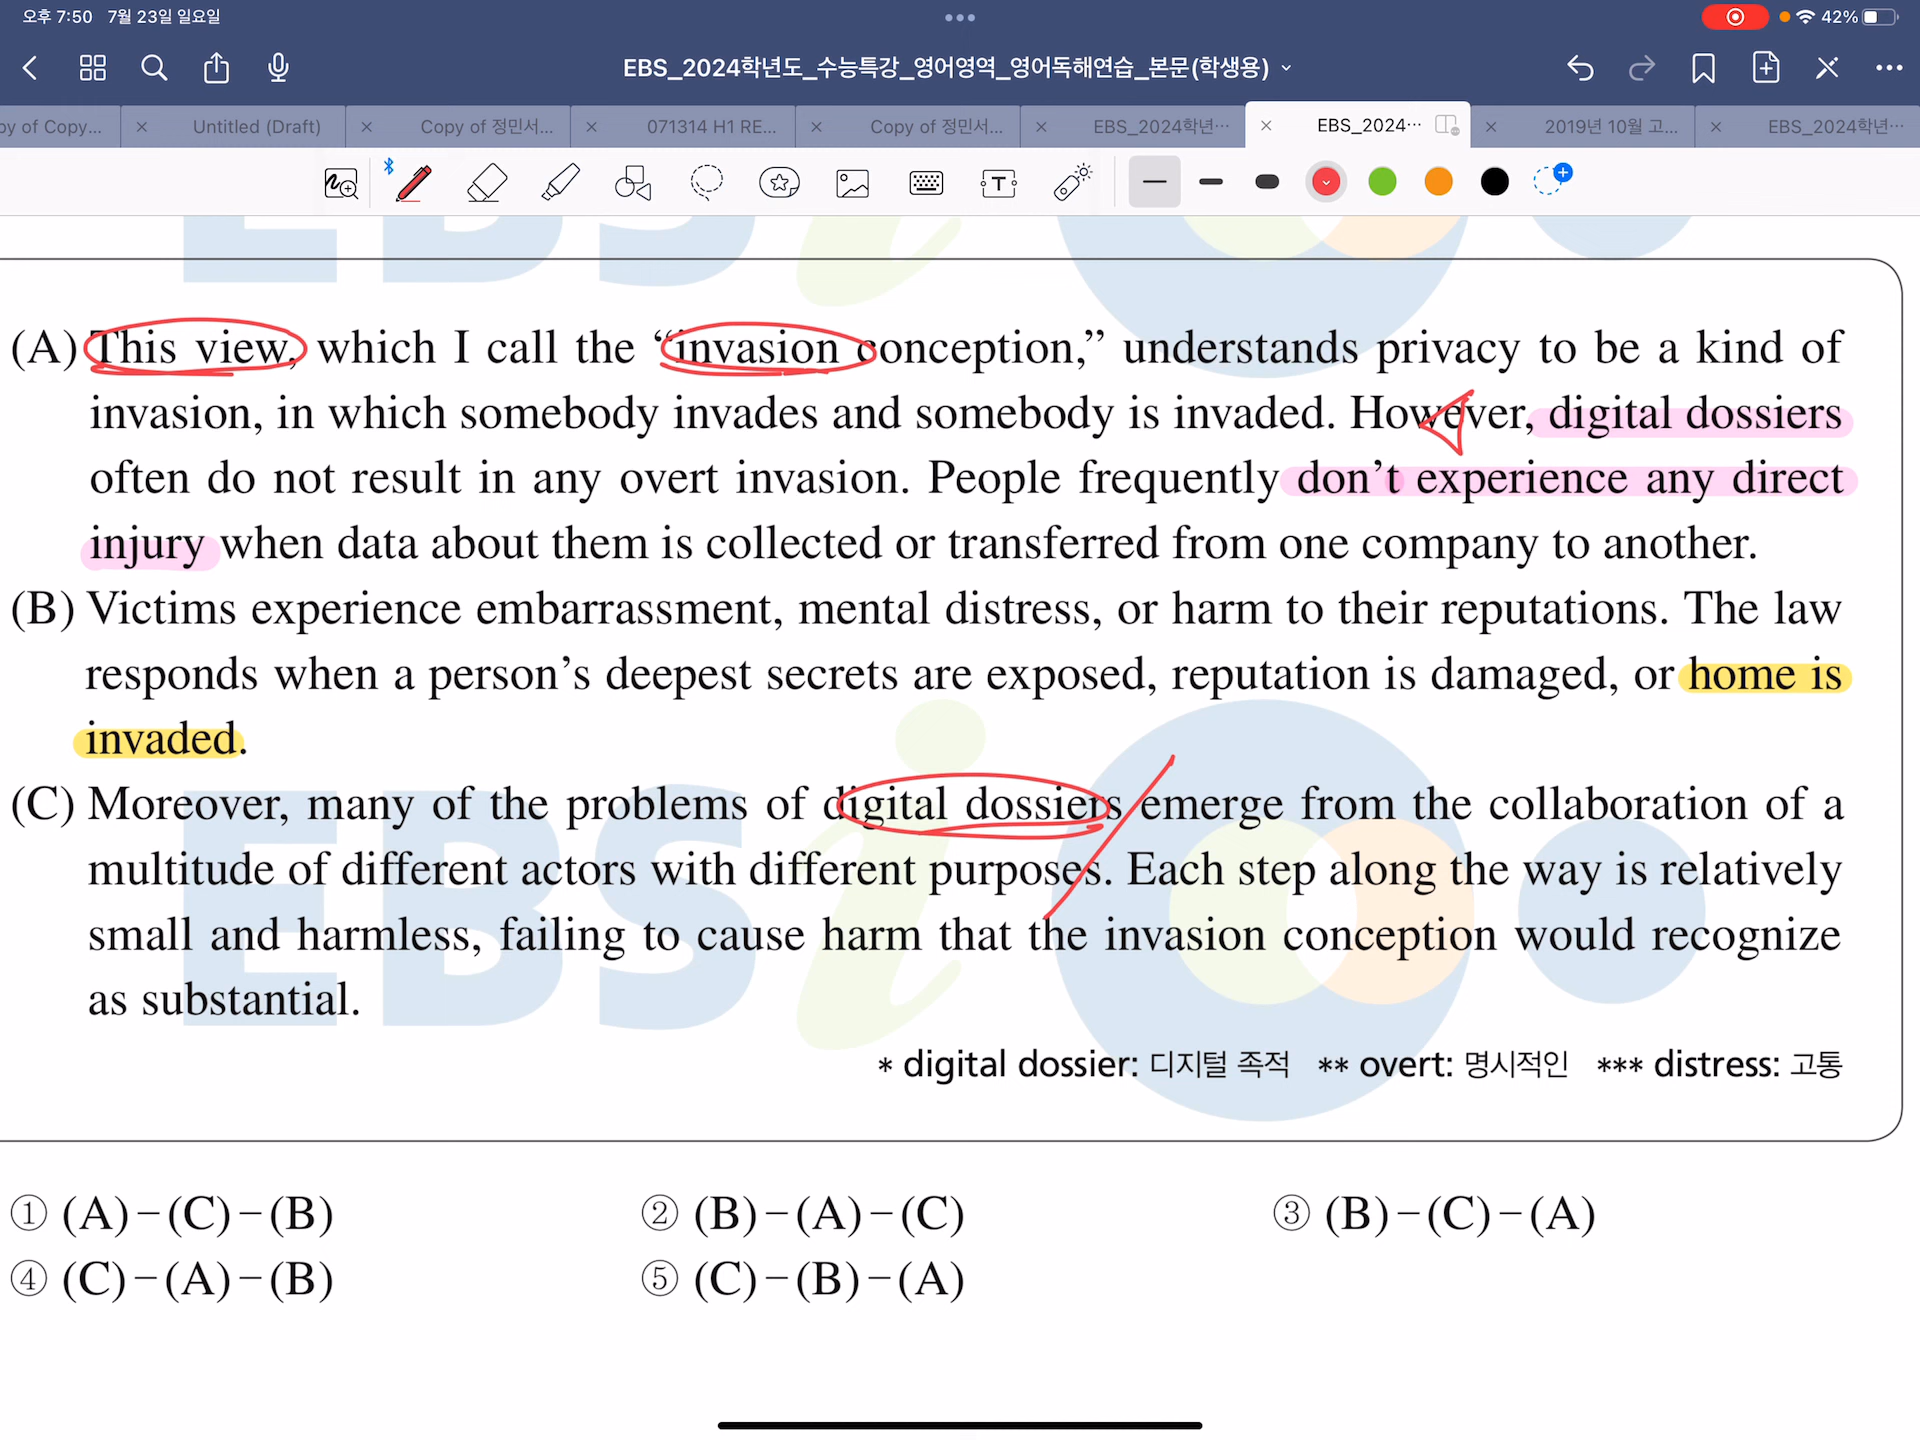 오후 7:50 7월 23일 일요일
42%
EBS_2024학년도_수능특강_영어영역_영어독해연습_본문(학생용)
py of Copy...
Untitled (Draft)
Copy of 정민서...
071314 H1 RE...
Copy of 정민서...
EBS_2024학년...
EBS_2024...
2019년 10월 고...
EBS_2024학년...
T
EBSi
(A) This view, which I call the “invasion conception,” understands privacy to be a kind of
invasion, in which somebody invades and somebody is invaded. However, digital dossiers
often do not result in any overt invasion. People frequently don’t experience any direct
injury when data about them is collected or transferred from one company to another.
(B) Victims experience embarrassment, mental distress, or harm to their reputations. The law
responds when a person’s deepest secrets are exposed, reputation is damaged, or home is
invaded.
(C) Moreover, many of the problems of digital dossiers emerge from the collaboration of a
multitude of different actors with different purposes. Each step along the way is relatively
small and harmless, failing to cause harm that the invasion conception would recognize
as substantial.
EBSi
* digital dossier: 디지털 족적 ** overt: 명시적인 *** distress: 고통
① (A)-(C)-(B)
② (B)-(A)-(C)
③ (B)-(C)-(A)
④ (C)-(A)-(B)
⑤ (C)-(B)-(A)